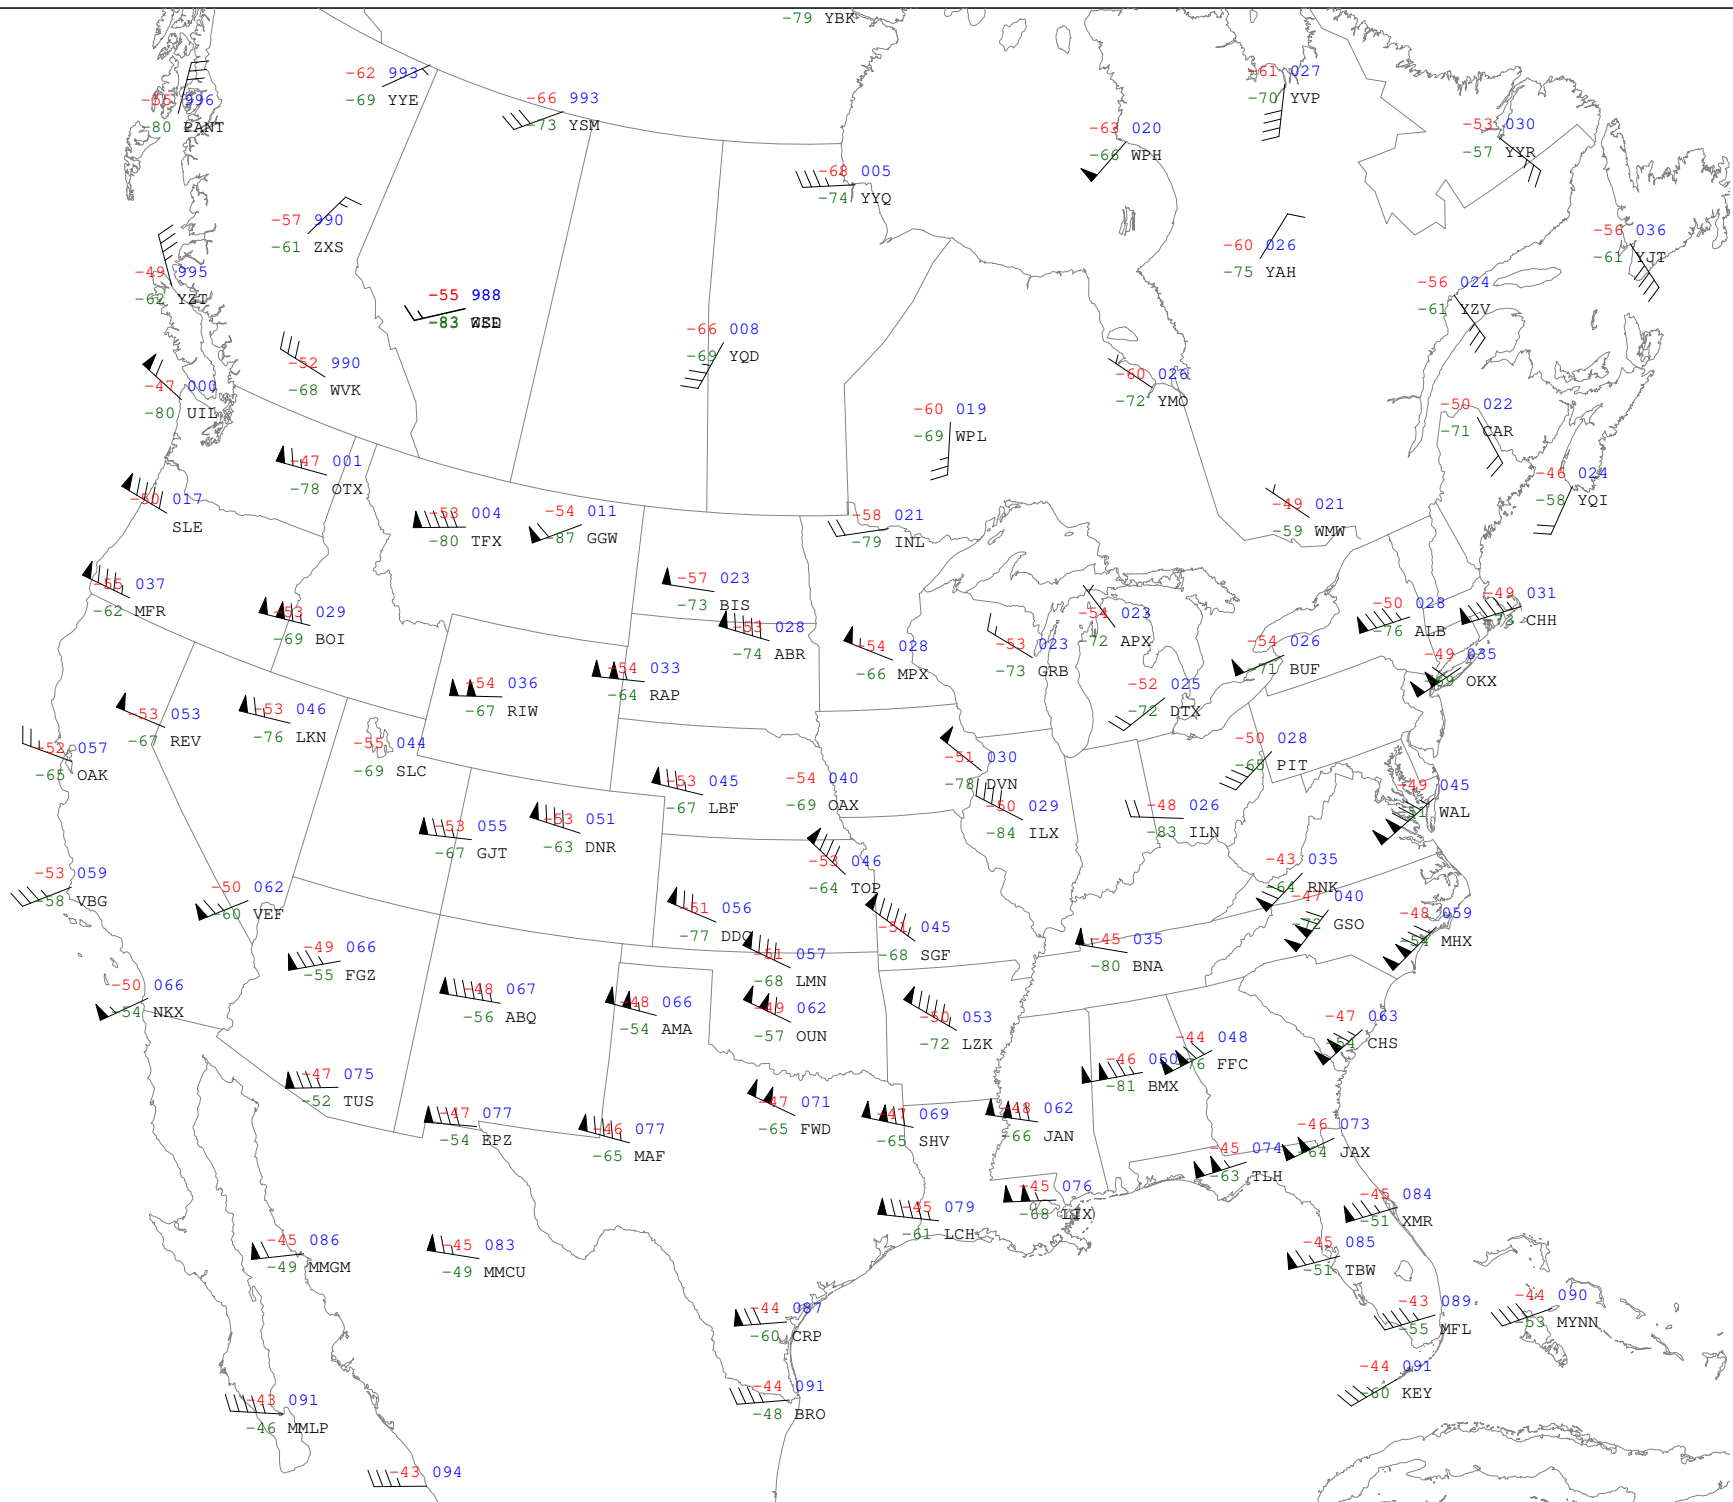 -79 YBK
-62 993
-69 YYE
-55 996
-80 PANT
-66 993
-73 YSM
-61 027
-70 YVP
-63 020
-66 WPH
-53 030
-57 YYR
-68 005
-74 YYQ
-57 990
-61 ZXS
-60 026
-75 YAH
-56 036
-61 YJT
-49 995
-62 YZT
-55 988
-83
-56 024
-61 YZV
-66 008
-69 YQD
-52 990
-68 WVK
-47 000
-80 UIL
-60 026
-72 YMO
-60 019
-69 WPL
-50 022
-71 CAR
-47 001
-78 OTX
-46 024
-58 YQI
-50 017
SLE
-53 004
-80 TFX
-54 011
-87 GGW
-58 021
-79 INL
-49 021
-59 WMW
-55 037
-62 MFR
-53 029
-69 BOI
-57 023
-73 BIS
-53 028
-74 ABR
-54 028
-66 MPX
-53 023
-73 GRB
-54 023
-72 APX
-50 028
-76 ALB
-49 031
-73 CHH
-54 026
-71 BUF
-49 035
-69 OKX
-54 036
-67 RIW
-54 033
-64 RAP
-52 025
-72 DTX
-53 053
-67 REV
-53 046
-76 LKN
-55 044
-69 SLC
-52 057
-65 OAK
-50 028
-65 PIT
-51 030
-78 DVN
-53 045
-67 LBF
-54 040
-69 OAX
-50 029
-84 ILX
-48 026
-83 ILN
-49 045
-51 WAL
-53 055
-67 GJT
-53 051
-63 DNR
-53 046
-64 TOP
-43 035
-64 RNK
-53 059
-58 VBG
-50 062
-60 VEF
-47 040
-72 GSO
-51 056
-77 DDC
-51 045
-68 SGF
-48 059
-54 MHX
-45 035
-80 BNA
-49 066
-55 FGZ
-51 057
-68 LMN
-50 066
-54 NKX
-48 067
-56 ABQ
-48 066
-54 AMA
-49 062
-57 OUN
-50 053
-72 LZK
-47 063
-54 CHS
-44 048
-76 FFC
-46 050
-81 BMX
-47 075
-52 TUS
-47 077
-54 EPZ
-46 077
-65 MAF
-47 071
-65 FWD
-47 069
-65 SHV
-48 062
-66 JAN
-46 073
-64 JAX
-45 074
-63 TLH
-45 076
-68 LIX
-45 084
-51 XMR
-45 079
-61 LCH
-45 086
-49 MMGM
-45 083
-49 MMCU
-45 085
-51 TBW
-44 087
-60 CRP
-43 089
-55 MFL
-44 090
-53 MYNN
-44 091
-60 KEY
-44 091
-48 BRO
-43 091
-46 MMLP
-43 094